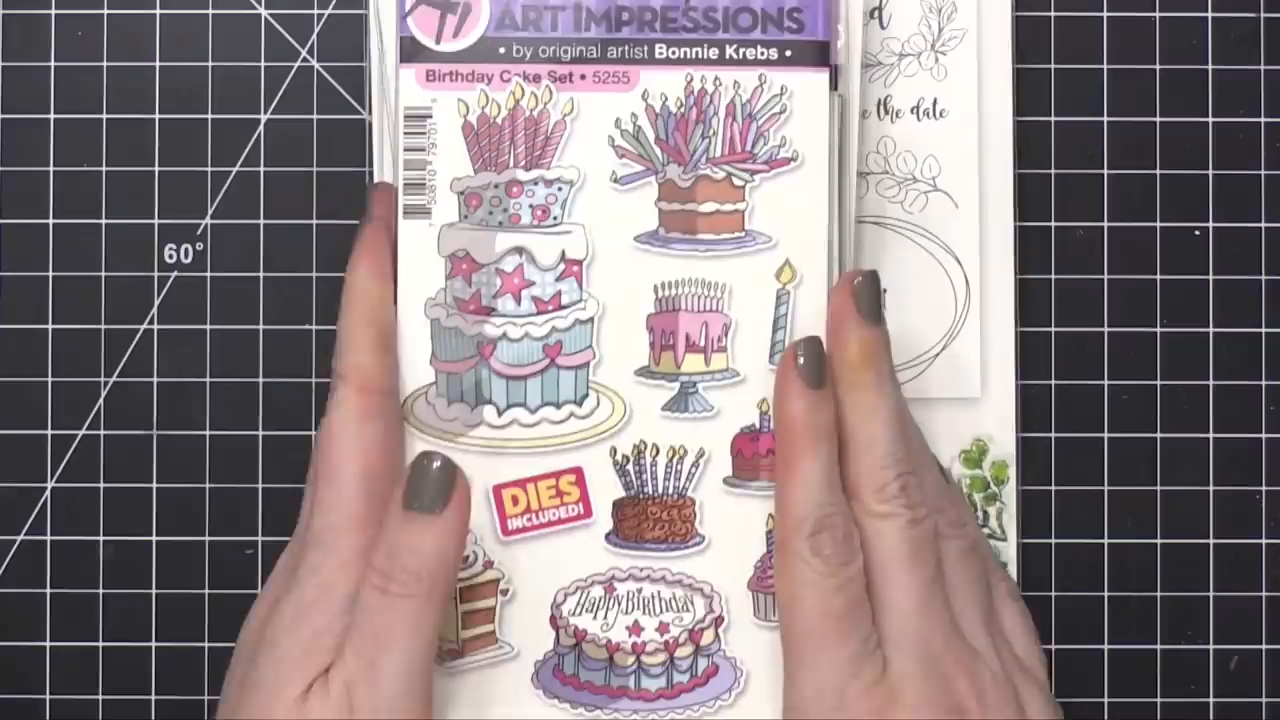 ART IMPRESSIONS
• by original artist Bonnie Krebs •
Birthday Cake Set • 5255
the date
60°
DIES
INCLUDED!
Happy Birthday